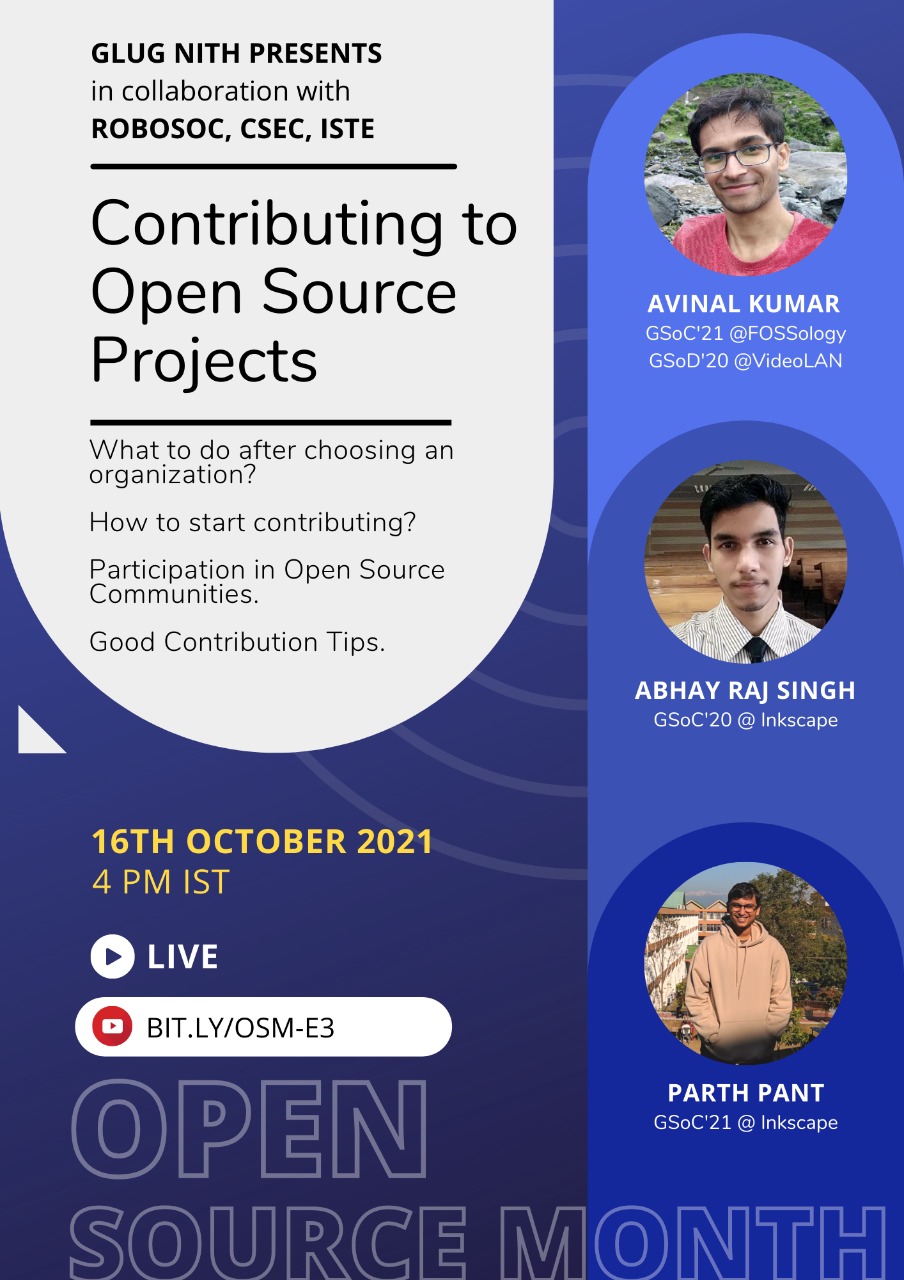 GLUG NITH PRESENTS
in collaboration with
ROBOSOC, CSEC, ISTE
Contributing to
Open Source
Projects
What to do after choosing an
organization?
How to start contributing?
Participation in Open Source
Communities.
Good Contribution Tips.
16TH OCTOBER 2021
4 PM IST
LIVE
BIT.LY/OSM-E3
OPEN
SOURCE MONTH
AVINAL KUMAR
GSoC'21 @FOSSology
GSoD'20 @VideoLAN
ABHAY RAJ SINGH
GSoC'20 @ Inkscape
PARTH PANT
GSoC'21 @ Inkscape